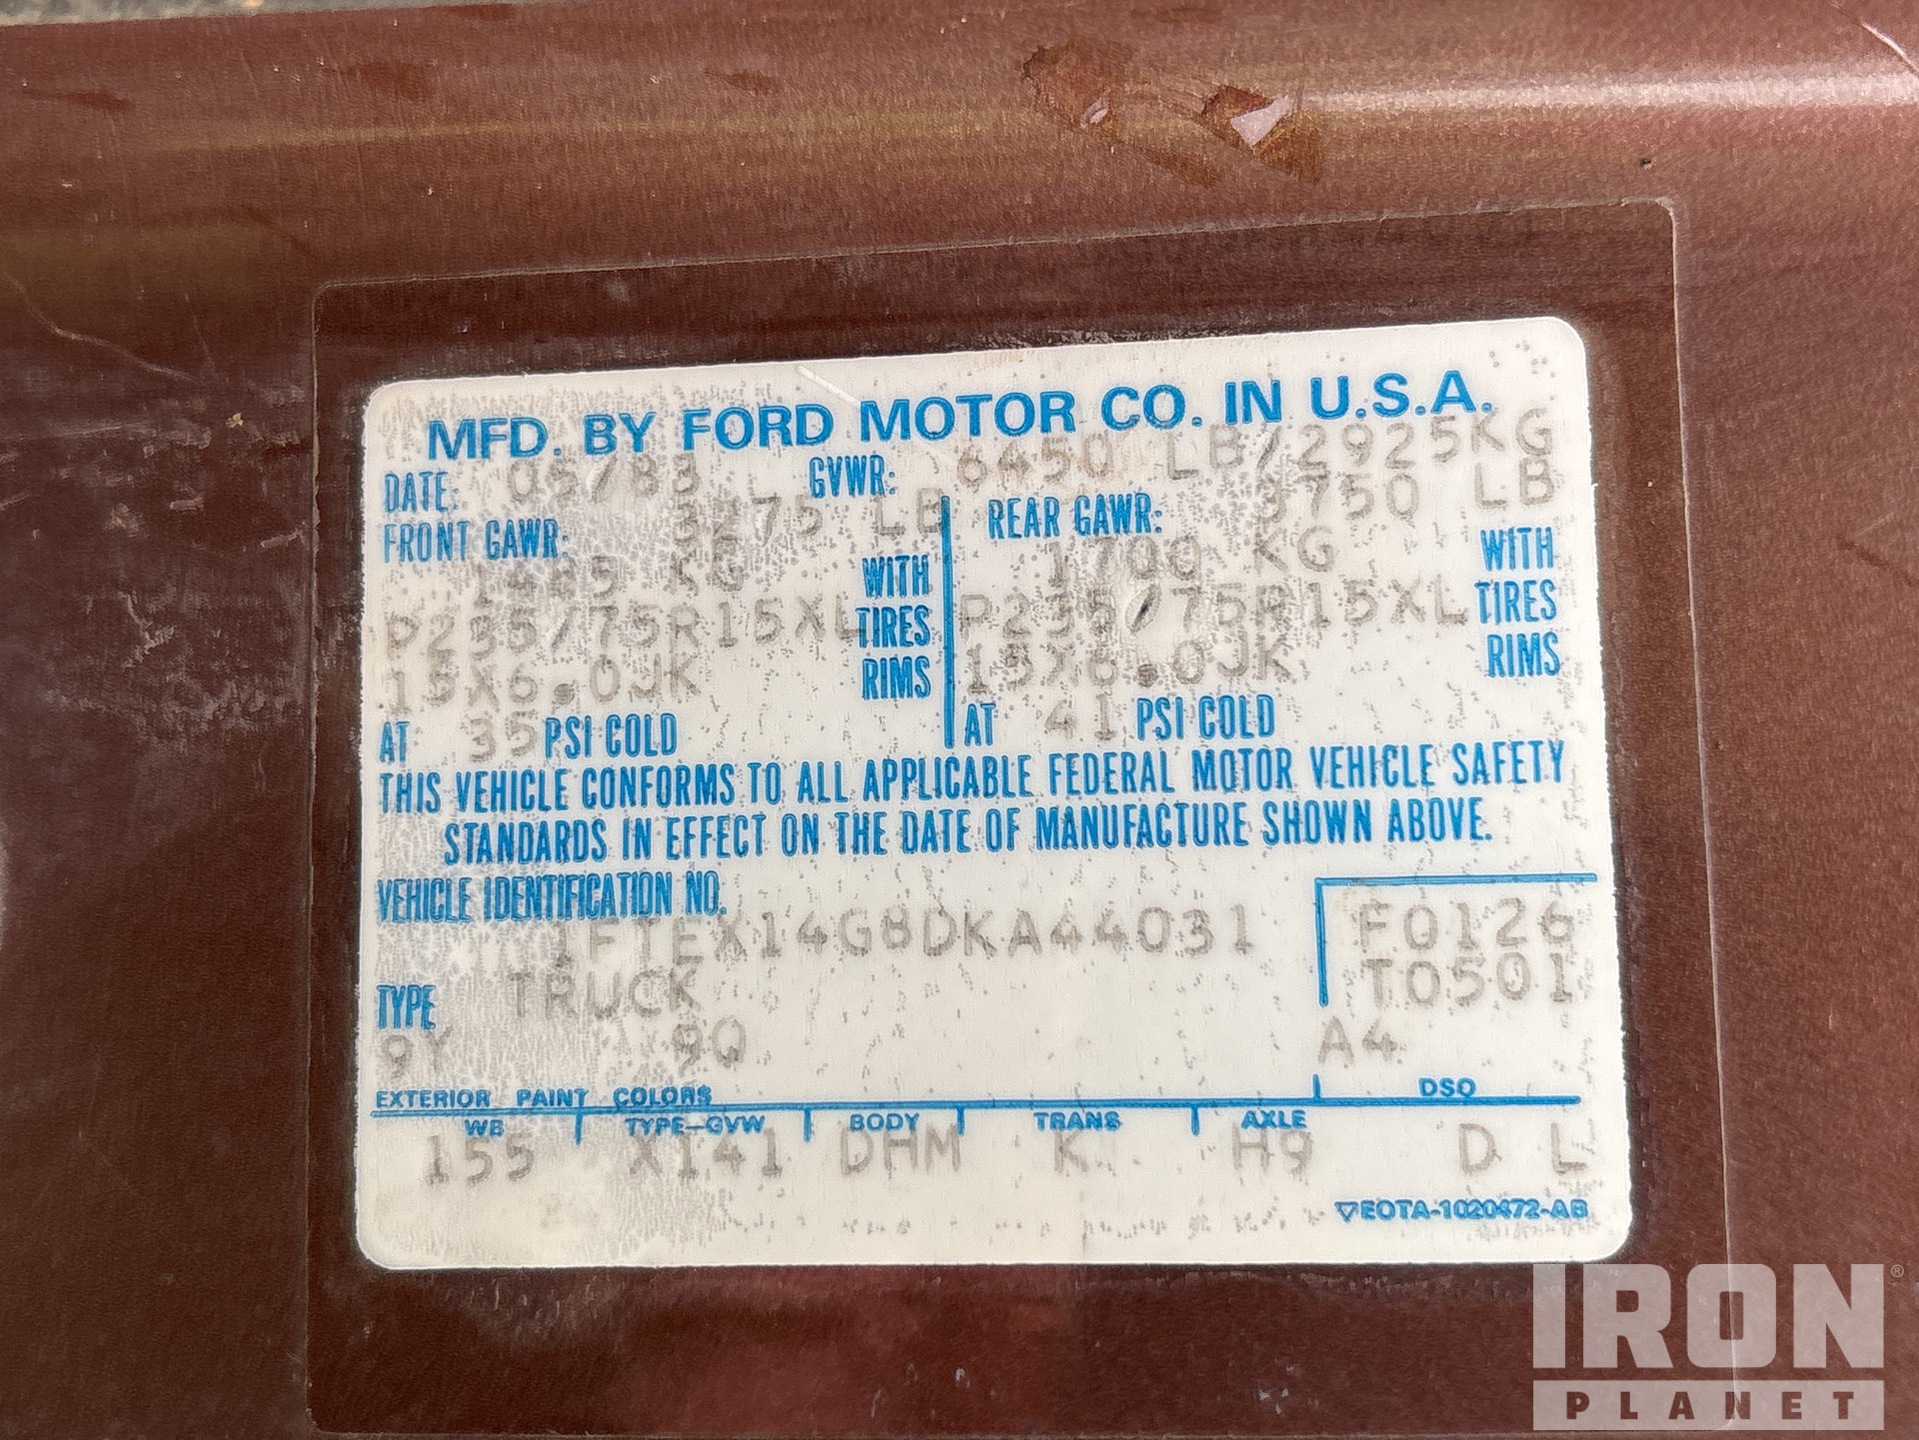 MFD. BY FORD MOTOR CO. IN U.S.A.
DATE: 05/83 GVWR: 6450 LB/2925KG
FRONT GAWR: 3275 LB REAR GAWR: 3750 LB
1485 KG WITH 1700 KG WITH
P235/75R15XL TIRES P235/75R15XL TIRES
15X6.0JK RIMS 15X6.0JK RIMS
AT 35 PSI COLD AT 41 PSI COLD
THIS VEHICLE CONFORMS TO ALL APPLICABLE FEDERAL MOTOR VEHICLE SAFETY
STANDARDS IN EFFECT ON THE DATE OF MANUFACTURE SHOWN ABOVE.
VEHICLE IDENTIFICATION NO.
1FTEX14G8DKA44031 F0126
TYPE TRUCK T0501
9Y 9Q A4
EXTERIOR PAINT COLORS DSO
WB TYPE-GVW BODY TRANS AXLE
155 X141 DHM K H9 D L
▽EOTA-1020472-AB
IRON®
PLANET